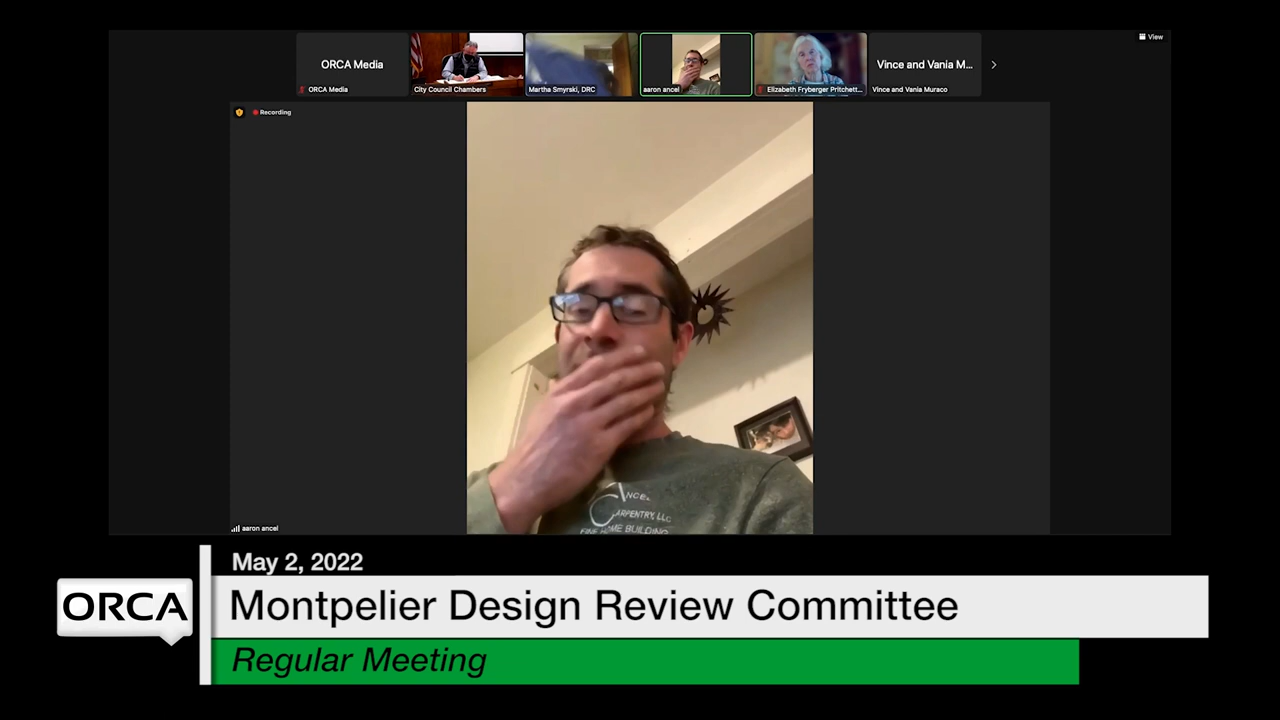 View
ORCA Media
Vince and Vania M...
ORCA Media
City Council Chambers
Martha Smyrski, DRC
aaron ancel
Elizabeth Fryberger Pritchett...
Vince and Vania Muraco
Recording
ANCEL
CARPENTRY, LLC
FINE HOME BUILDING
aaron ancel
May 2, 2022
ORCA
Montpelier Design Review Committee
Regular Meeting